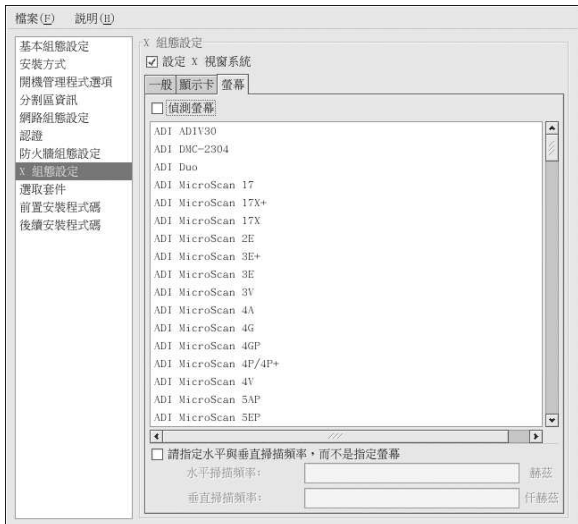 檔案(F) 説明(H)
基本組態設定
安裝方式
開機管理程式選項
分割區資訊
網路組態設定
認證
防火牆組態設定
X 組態設定
選取套件
前置安裝程式碼
後續安裝程式碼
X 組態設定
設定 X 視窗系統
一般 顯示卡 螢幕
偵測螢幕
ADI ADIV30
ADI DMC-2304
ADI Duo
ADI MicroScan 17
ADI MicroScan 17X+
ADI MicroScan 17X
ADI MicroScan 2E
ADI MicroScan 3E+
ADI MicroScan 3E
ADI MicroScan 3V
ADI MicroScan 4A
ADI MicroScan 4G
ADI MicroScan 4GP
ADI MicroScan 4P/4P+
ADI MicroScan 4V
ADI MicroScan 5AP
ADI MicroScan 5EP
請指定水平與垂直掃描頻率，而不是指定螢幕
水平掃描頻率: 赫茲
垂直掃描頻率: 仟赫茲